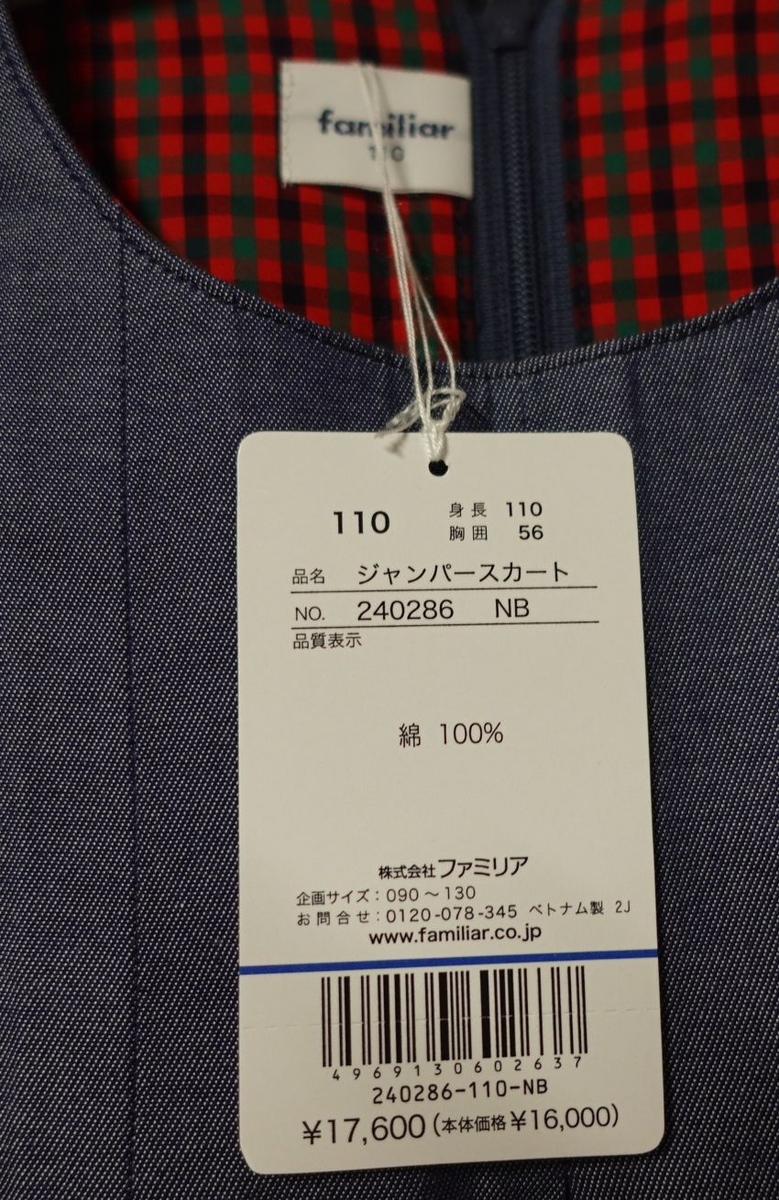 familiar
110
110
身長 110
胸囲 56
品名 ジャンパースカート
NO. 240286 NB
品質表示
綿 100%
株式会社ファミリア
企画サイズ:090～130
お問合せ:0120-078-345 ベトナム製 2J
www.familiar.co.jp
4969130602637
240286-110-NB
¥17,600(本体価格¥16,000)